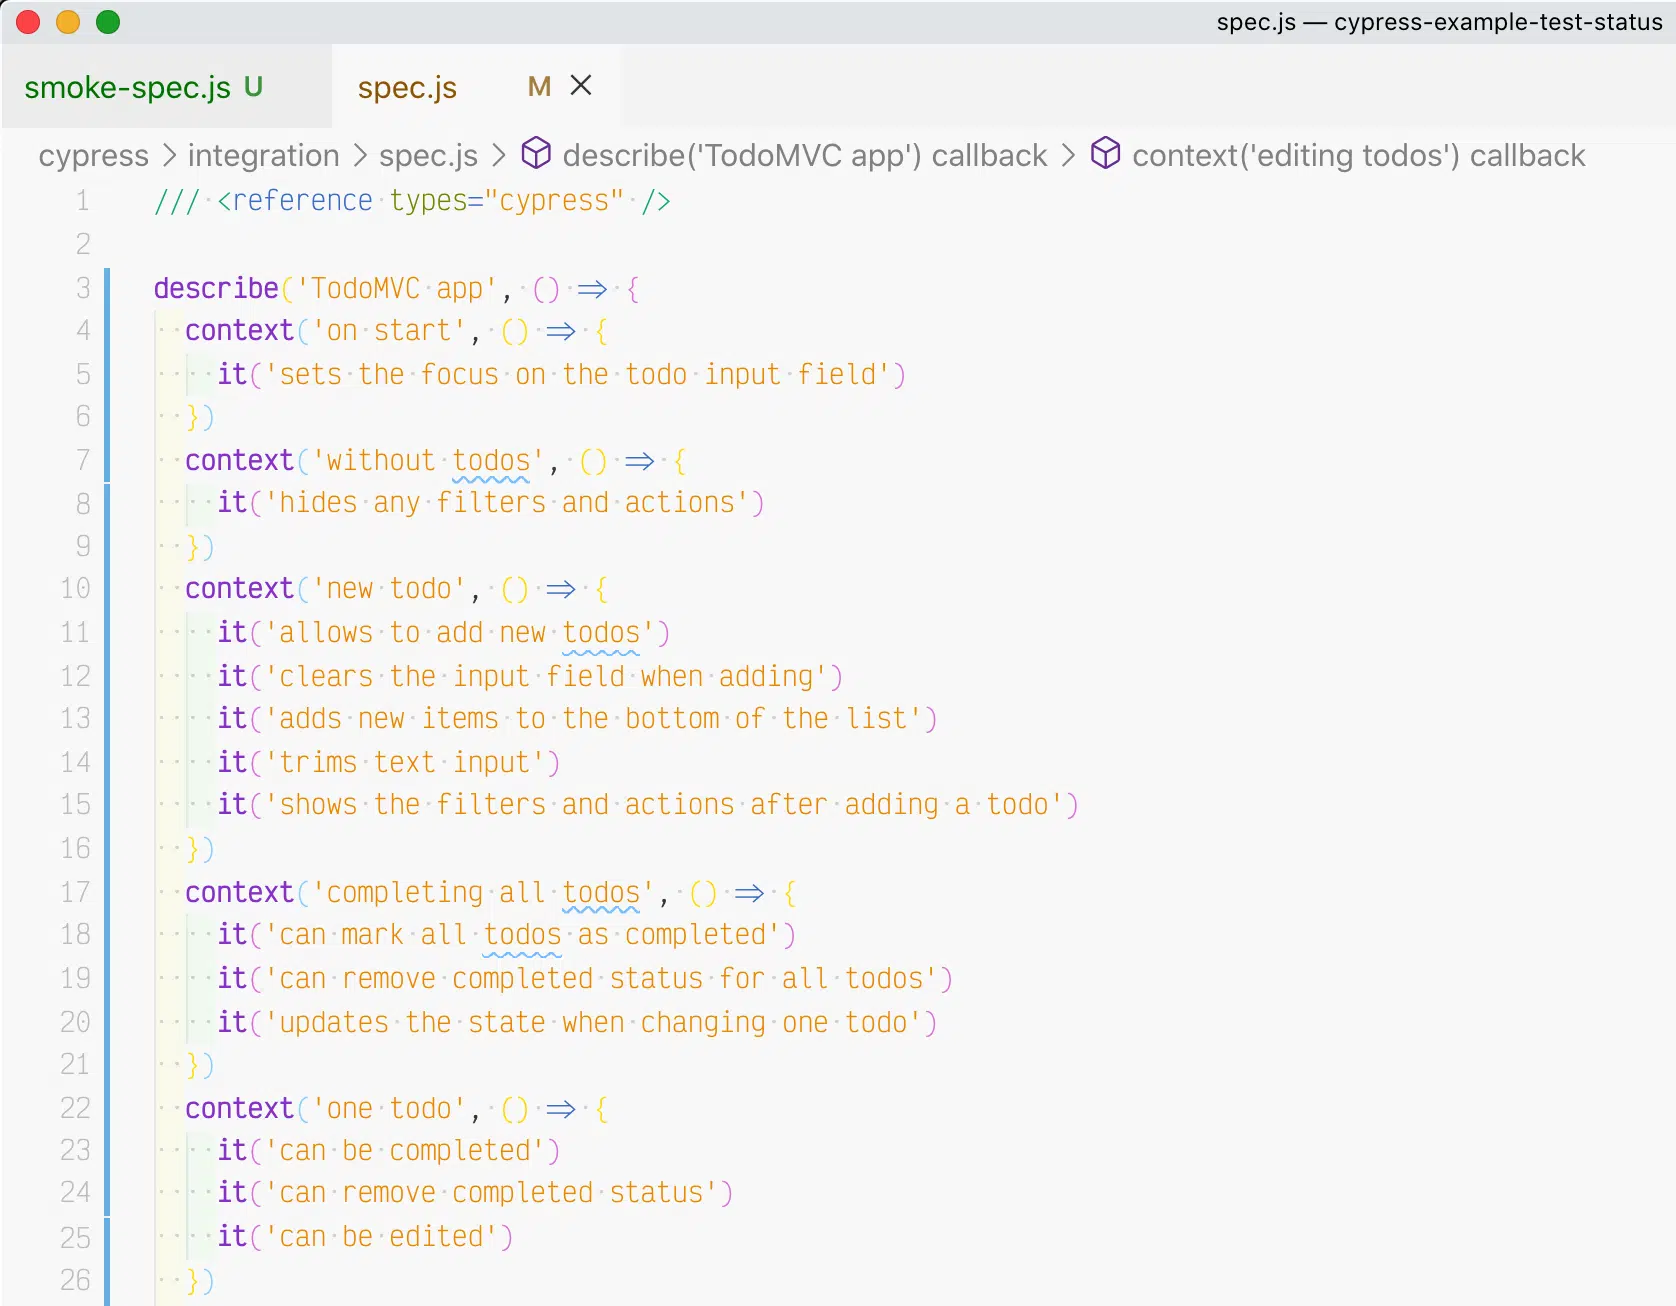 spec.js — cypress-example-test-status
smoke-spec.js U spec.js M
cypress > integration > spec.js > describe('TodoMVC app') callback > context('editing todos') callback
1 /// <reference types="cypress" />
2
3 describe('TodoMVC app', () => {
4 context('on start', () => {
5 it('sets the focus on the todo input field')
6 })
7 context('without todos', () => {
8 it('hides any filters and actions')
9 })
10 context('new todo', () => {
11 it('allows to add new todos')
12 it('clears the input field when adding')
13 it('adds new items to the bottom of the list')
14 it('trims text input')
15 it('shows the filters and actions after adding a todo')
16 })
17 context('completing all todos', () => {
18 it('can mark all todos as completed')
19 it('can remove completed status for all todos')
20 it('updates the state when changing one todo')
21 })
22 context('one todo', () => {
23 it('can be completed')
24 it('can remove completed status')
25 it('can be edited')
26 })